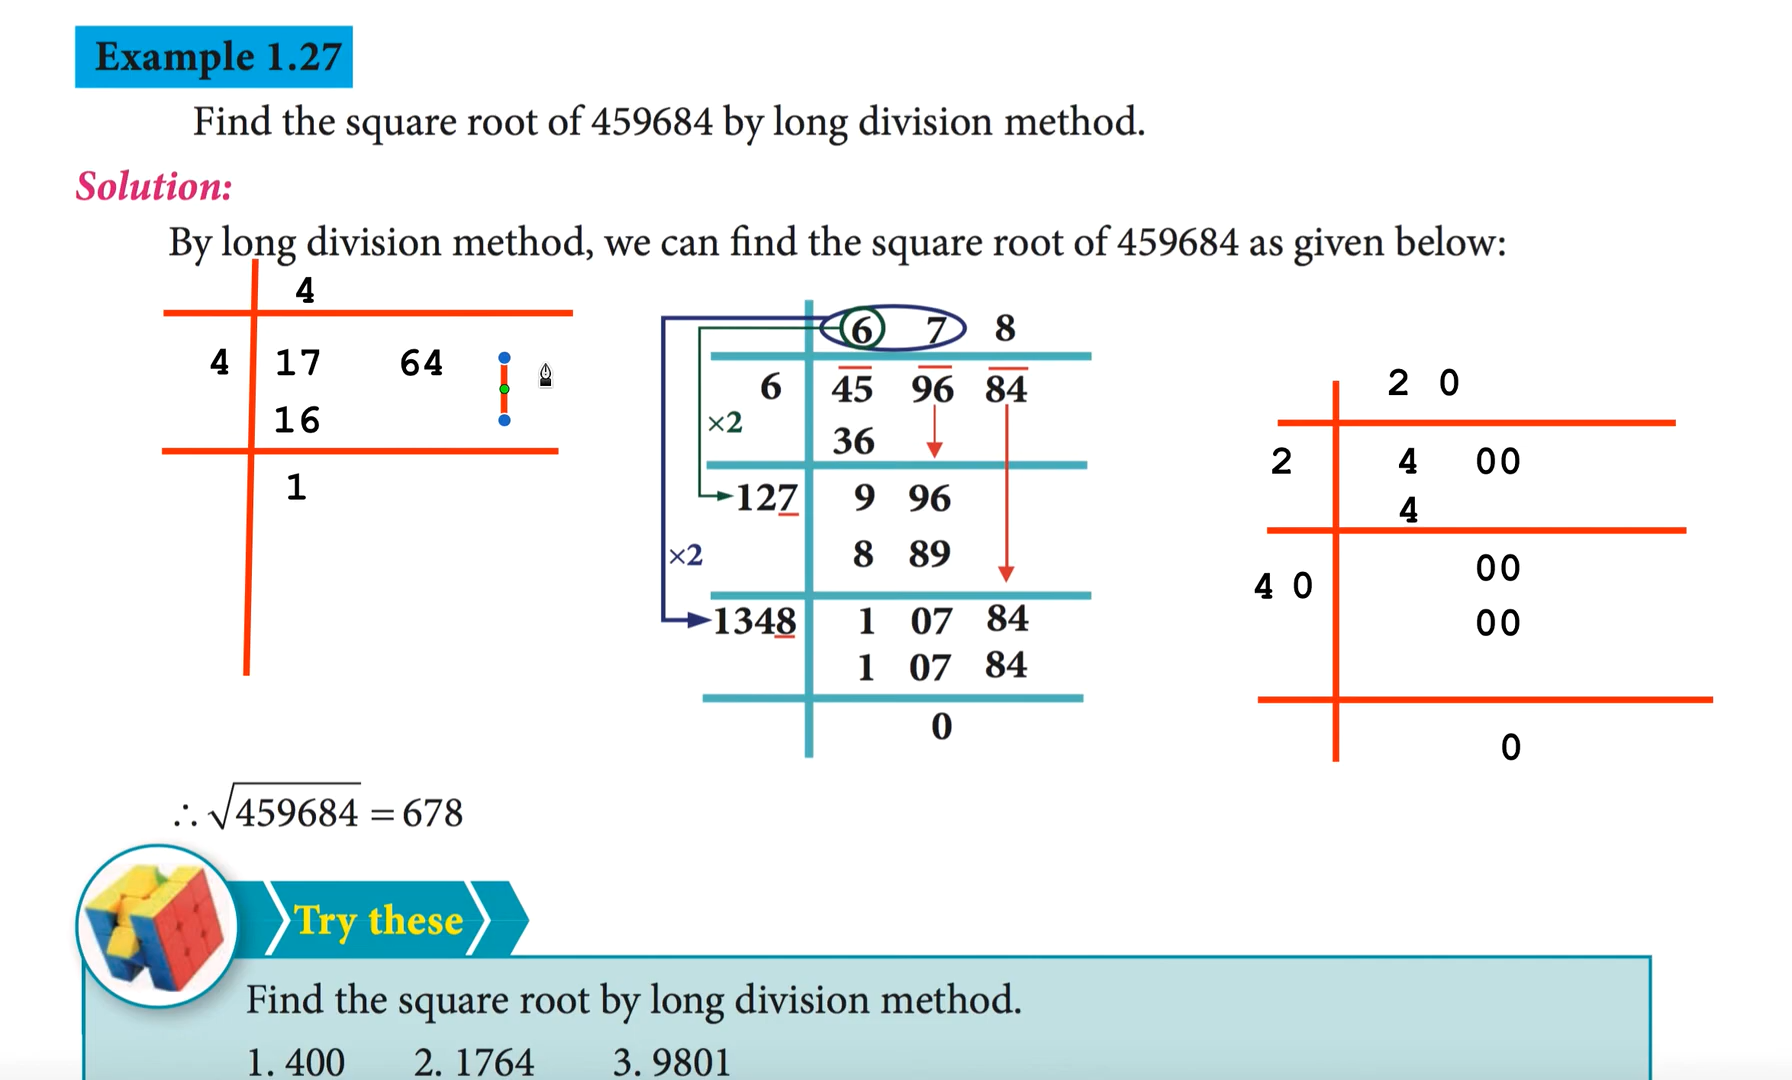 Example 1.27
Find the square root of 459684 by long division method.
Solution:
By long division method, we can find the square root of 459684 as given below:
4
4 17 64
16
1
6 7 8
6 45 96 84
×2
36
127 9 96
×2
8 89
1348 1 07 84
1 07 84
0
2 0
2 4 00
4
00
4 0
00
0
∴ √459684 = 678
Try these
Find the square root by long division method.
1. 400 2. 1764 3. 9801